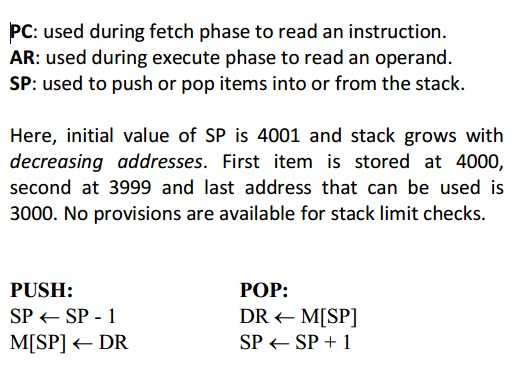 PC: used during fetch phase to read an instruction.
AR: used during execute phase to read an operand.
SP: used to push or pop items into or from the stack.
Here, initial value of SP is 4001 and stack grows with
decreasing addresses. First item is stored at 4000,
second at 3999 and last address that can be used is
3000. No provisions are available for stack limit checks.
PUSH:
SP ← SP - 1
M[SP] ← DR
POP:
DR ← M[SP]
SP ← SP + 1